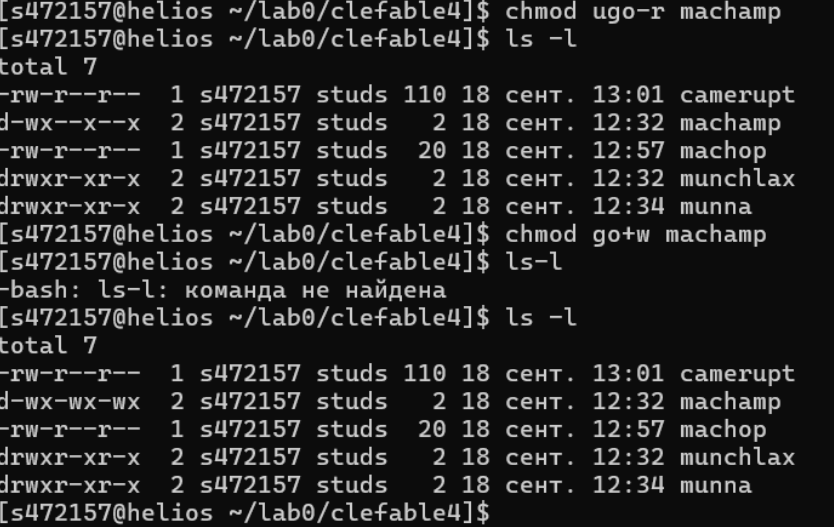 [s472157@helios ~/lab0/clefable4]$ chmod ugo-r machamp
[s472157@helios ~/lab0/clefable4]$ ls -l
total 7
-rw-r--r--  1 s472157 studs 110 18 сент. 13:01 camerupt
d-wx--x--x  2 s472157 studs   2 18 сент. 12:32 machamp
-rw-r--r--  1 s472157 studs  20 18 сент. 12:57 machop
drwxr-xr-x  2 s472157 studs   2 18 сент. 12:32 munchlax
drwxr-xr-x  2 s472157 studs   2 18 сент. 12:34 munna
[s472157@helios ~/lab0/clefable4]$ chmod go+w machamp
[s472157@helios ~/lab0/clefable4]$ ls-l
-bash: ls-l: команда не найдена
[s472157@helios ~/lab0/clefable4]$ ls -l
total 7
-rw-r--r--  1 s472157 studs 110 18 сент. 13:01 camerupt
d-wx-wx-wx  2 s472157 studs   2 18 сент. 12:32 machamp
-rw-r--r--  1 s472157 studs  20 18 сент. 12:57 machop
drwxr-xr-x  2 s472157 studs   2 18 сент. 12:32 munchlax
drwxr-xr-x  2 s472157 studs   2 18 сент. 12:34 munna
[s472157@helios ~/lab0/clefable4]$